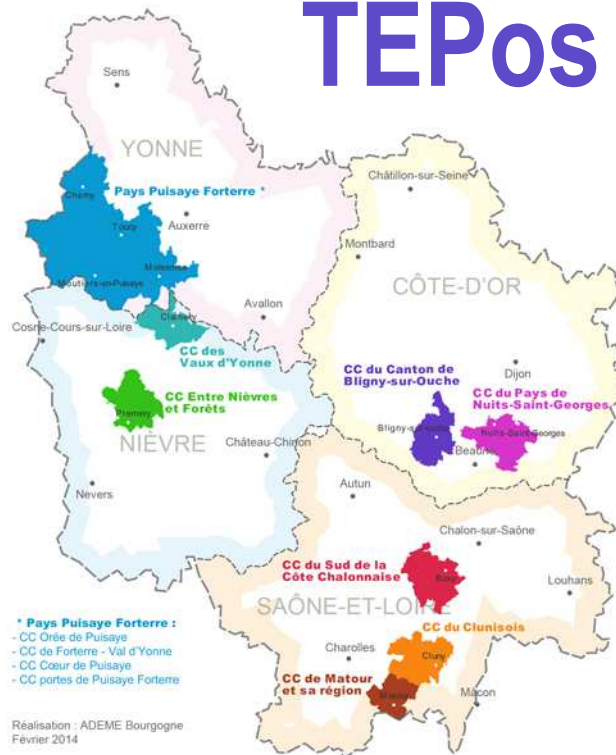 TEPos
Sens
YONNE
Charny
Pays Puisaye Forterre *
Châtillon-sur-Seine
Toucy
Auxerre
Montbard
Moutiers-en-Puisaye
CÔTE-D'OR
Avallon
Cosne-Cours-sur-Loire
Clamecy
CC des
Vaux d'Yonne
CC du Canton de
Bligny-sur-Ouche
Dijon
CC du Pays de
Nuits-Saint-Georges
CC Entre Nièvres
et Forêts
Prémery
Bligny-sur-ouche
Nuits-Saint-Georges
NIÈVRE
Château-Chinon
Beaune
Nevers
Autun
Chalon-sur-Saône
CC du Sud de la
Côte Chalonnaise
Buxy
Louhans
SAÔNE-ET-LOIRE
* Pays Puisaye Forterre :
- CC Orée de Puisaye
- CC de Forterre - Val d'Yonne
- CC Cœur de Puisaye
- CC portes de Puisaye Forterre
CC du Clunisois
Charolles
Cluny
CC de Matour
et sa région
Matour
Mâcon
Réalisation : ADEME Bourgogne
Février 2014